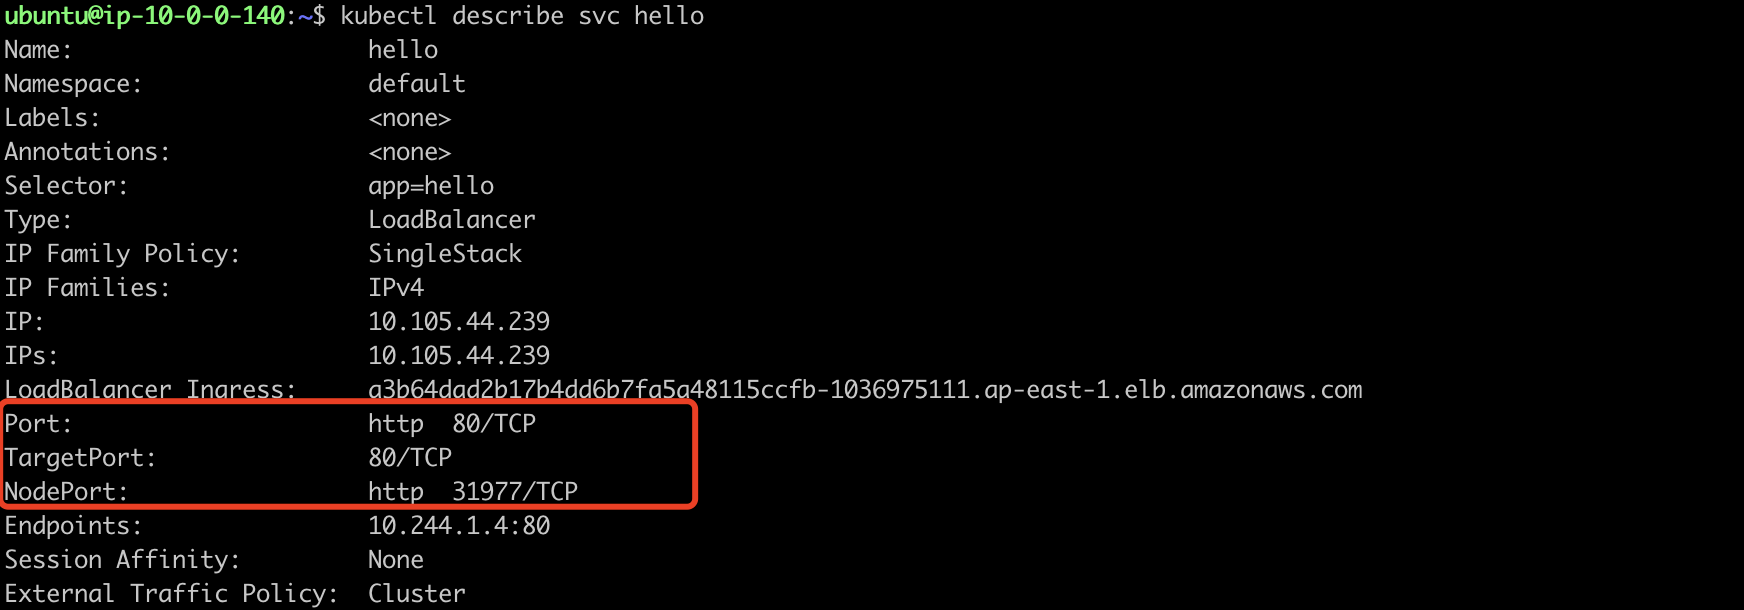 ubuntu@ip-10-0-0-140:~$ kubectl describe svc hello
Name: hello
Namespace: default
Labels: <none>
Annotations: <none>
Selector: app=hello
Type: LoadBalancer
IP Family Policy: SingleStack
IP Families: IPv4
IP: 10.105.44.239
IPs: 10.105.44.239
LoadBalancer Ingress: a3b64dad2b17b4dd6b7fa5a48115ccfb-1036975111.ap-east-1.elb.amazonaws.com
Port: http 80/TCP
TargetPort: 80/TCP
NodePort: http 31977/TCP
Endpoints: 10.244.1.4:80
Session Affinity: None
External Traffic Policy: Cluster